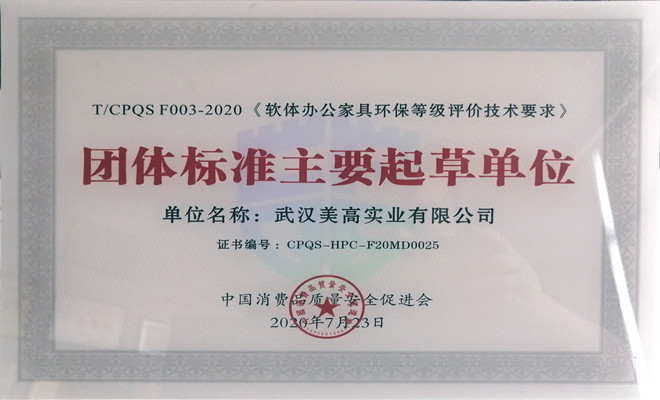 T/CPQS F003-2020《软体办公家具环保等级评价技术要求》
团体标准主要起草单位
单位名称：武汉美高实业有限公司
证书编号：CPQS-HPC-F20MD0025
中国消费品质量安全促进会
2020年7月23日